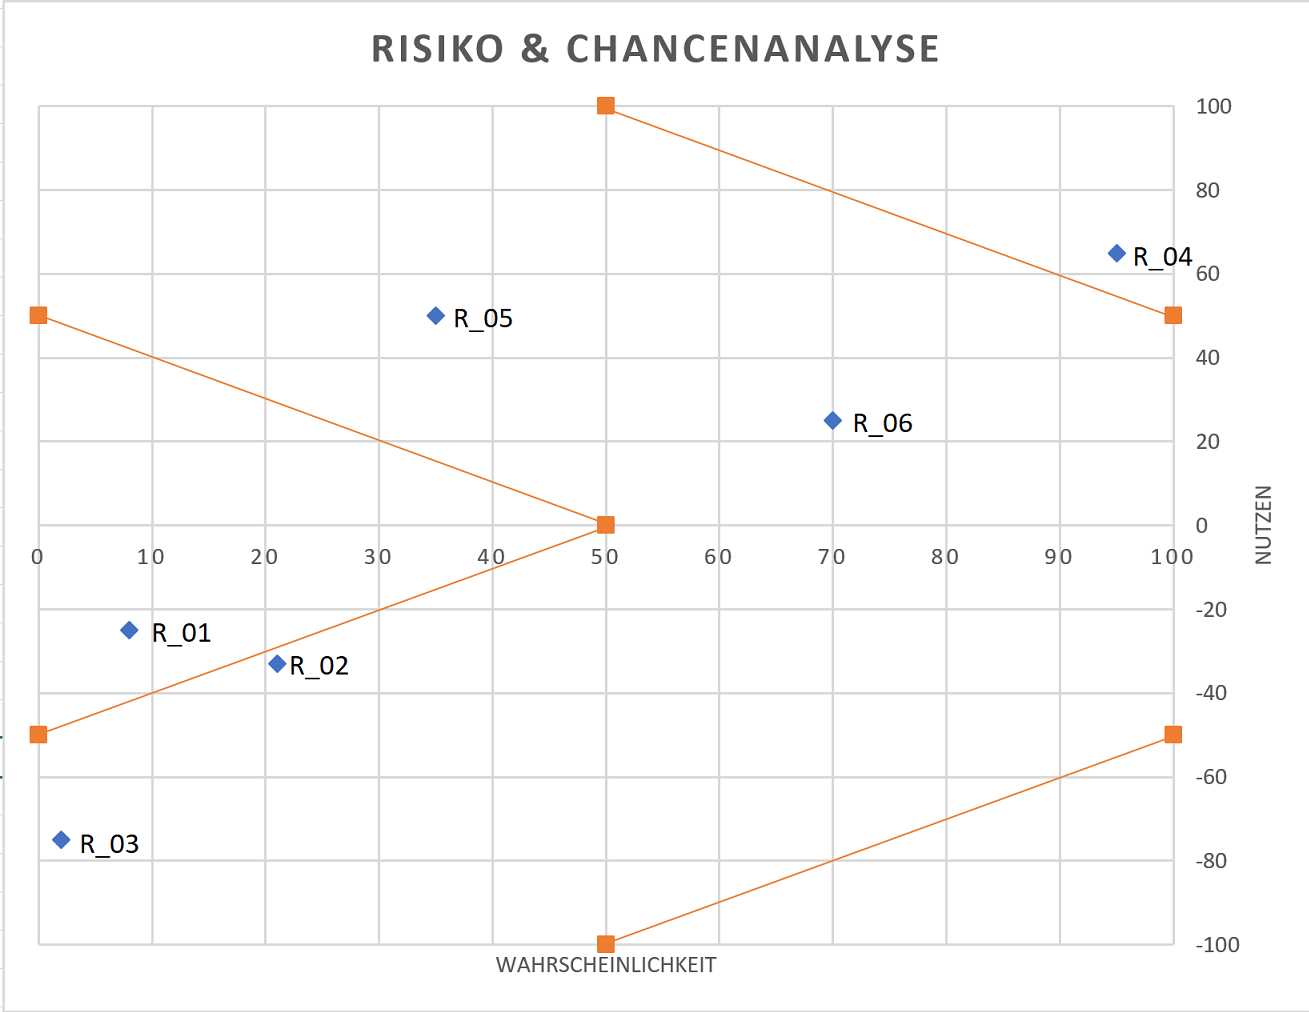 RISIKO & CHANCENANALYSE
100
80
R_04
60
R_05
40
R_06
20
0
0 10 20 30 40 50 60 70 80 90 100
NUTZEN
-20
R_01
R_02
-40
-60
R_03
-80
-100
WAHRSCHEINLICHKEIT